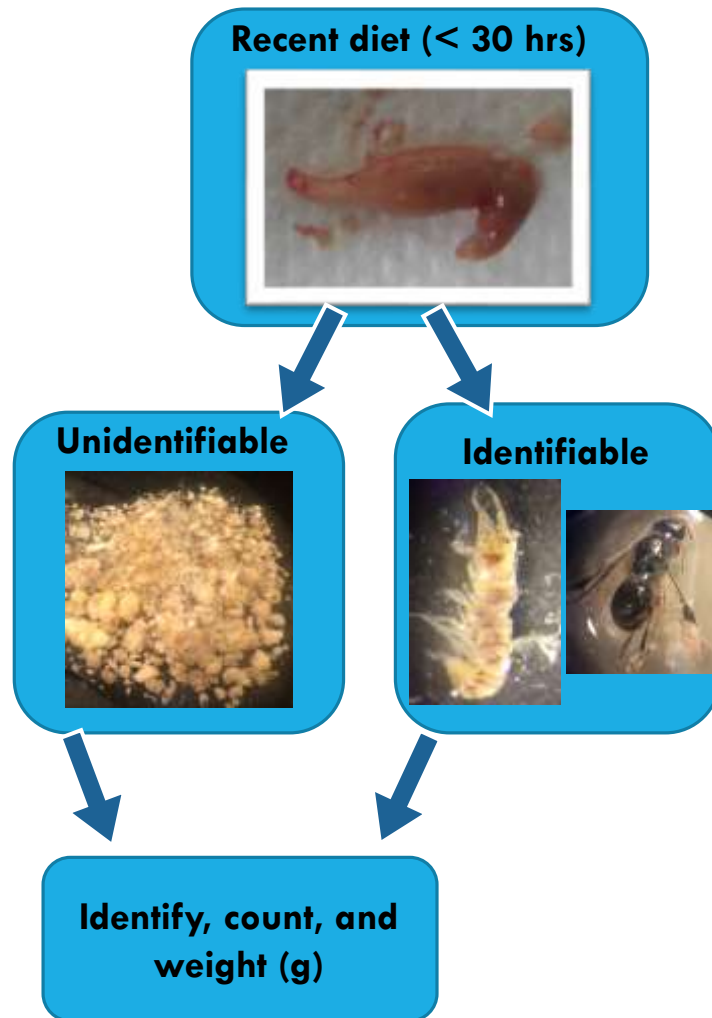 Recent diet (< 30 hrs)
Unidentifiable
Identifiable
Identify, count, and
weight (g)